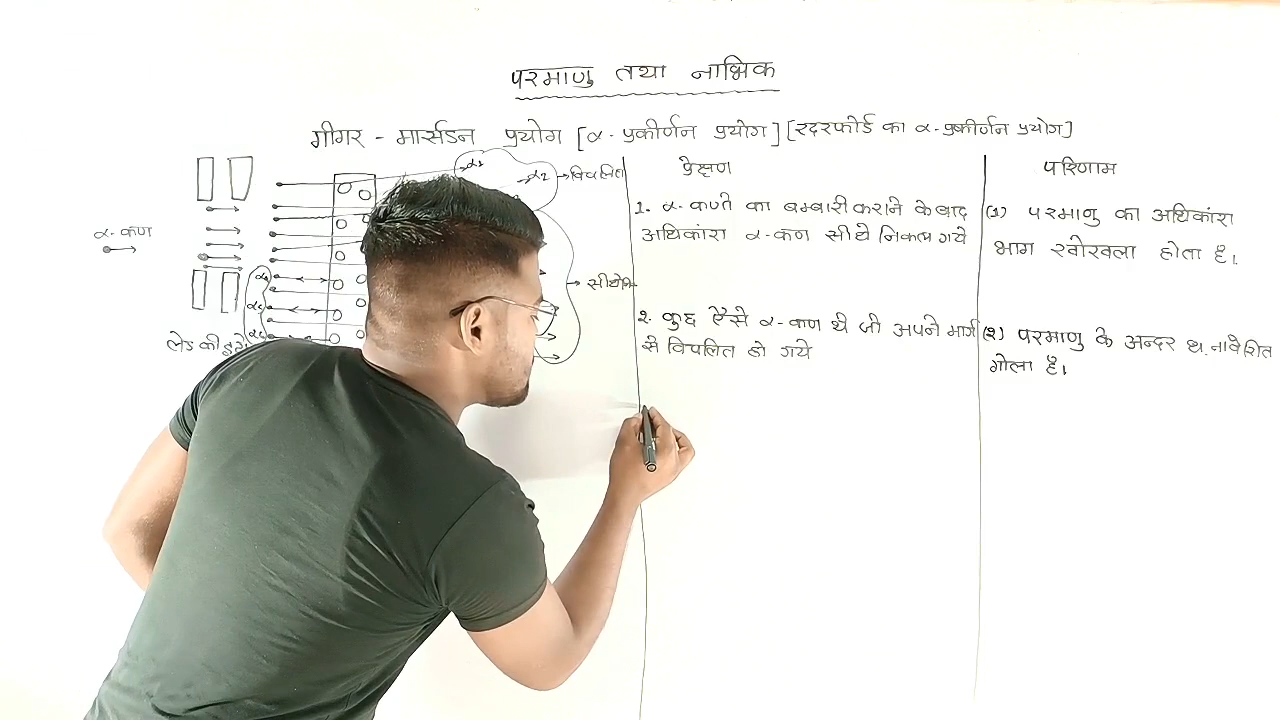 परमाणु तथा नाभिक
गीगर - मार्सडन प्रयोग [α- प्रकीर्णन प्रयोग] [रदरफोर्ड का α- प्रकीर्णन प्रयोग]
α- कण
लेड की
α1
α2 → विचलित
→ सीधे
प्रेक्षण
1. α- कणो का बम्बारी कराने के बाद
अधिकांश α- कण सीधे निकल गये
2. कुछ ऐसे α- कण थे जो अपने मार्ग
से विचलित हो गये
परिणाम
(1) परमाणु का अधिकांश
भाग खोखला होता है।
(2) परमाणु के अन्दर ध.नावेशित
गोला है।